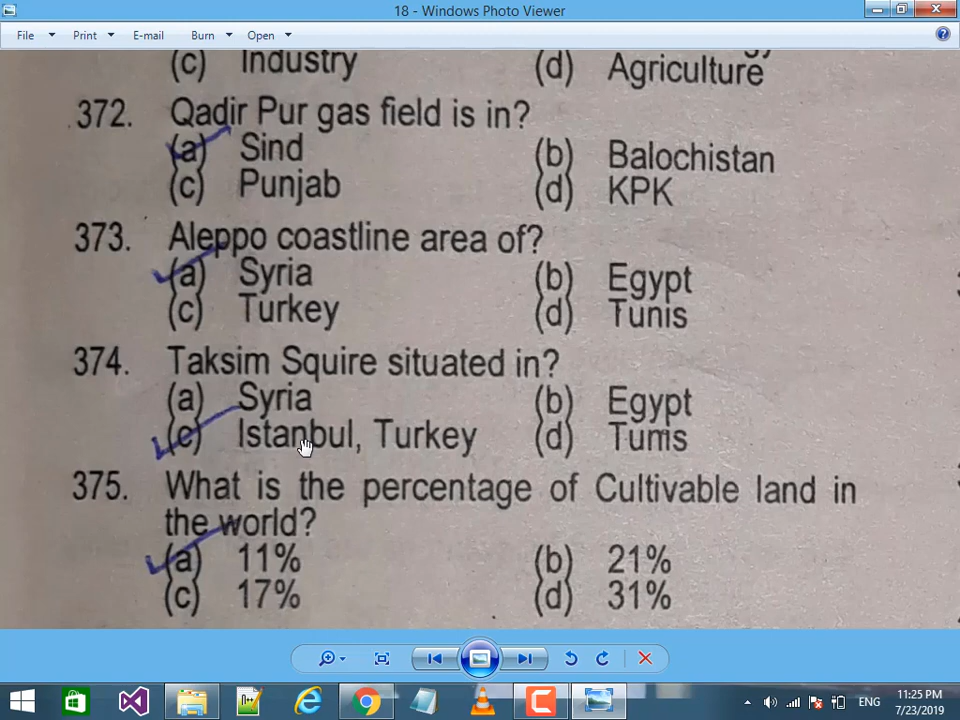 18 - Windows Photo Viewer
File Print E-mail Burn Open
(c) Industry (d) Agriculture
372. Qadir Pur gas field is in?
(a) Sind (b) Balochistan
(c) Punjab (d) KPK
373. Aleppo coastline area of?
(a) Syria (b) Egypt
(c) Turkey (d) Tunis
374. Taksim Squire situated in?
(a) Syria (b) Egypt
(c) Istanbul, Turkey (d) Tums
375. What is the percentage of Cultivable land in
the world?
(a) 11% (b) 21%
(c) 17% (d) 31%
ENG
11:25 PM
7/23/2019